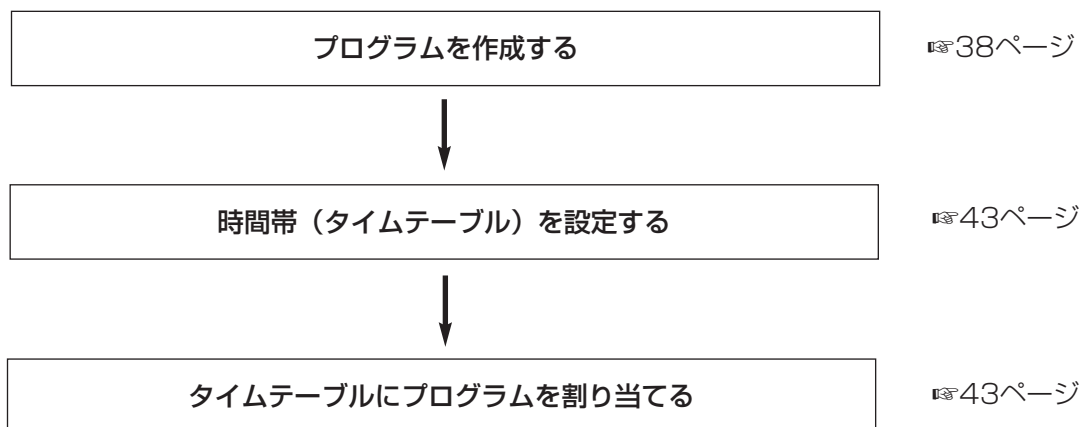 プログラムを作成する ☞38ページ
時間帯（タイムテーブル）を設定する ☞43ページ
タイムテーブルにプログラムを割り当てる ☞43ページ